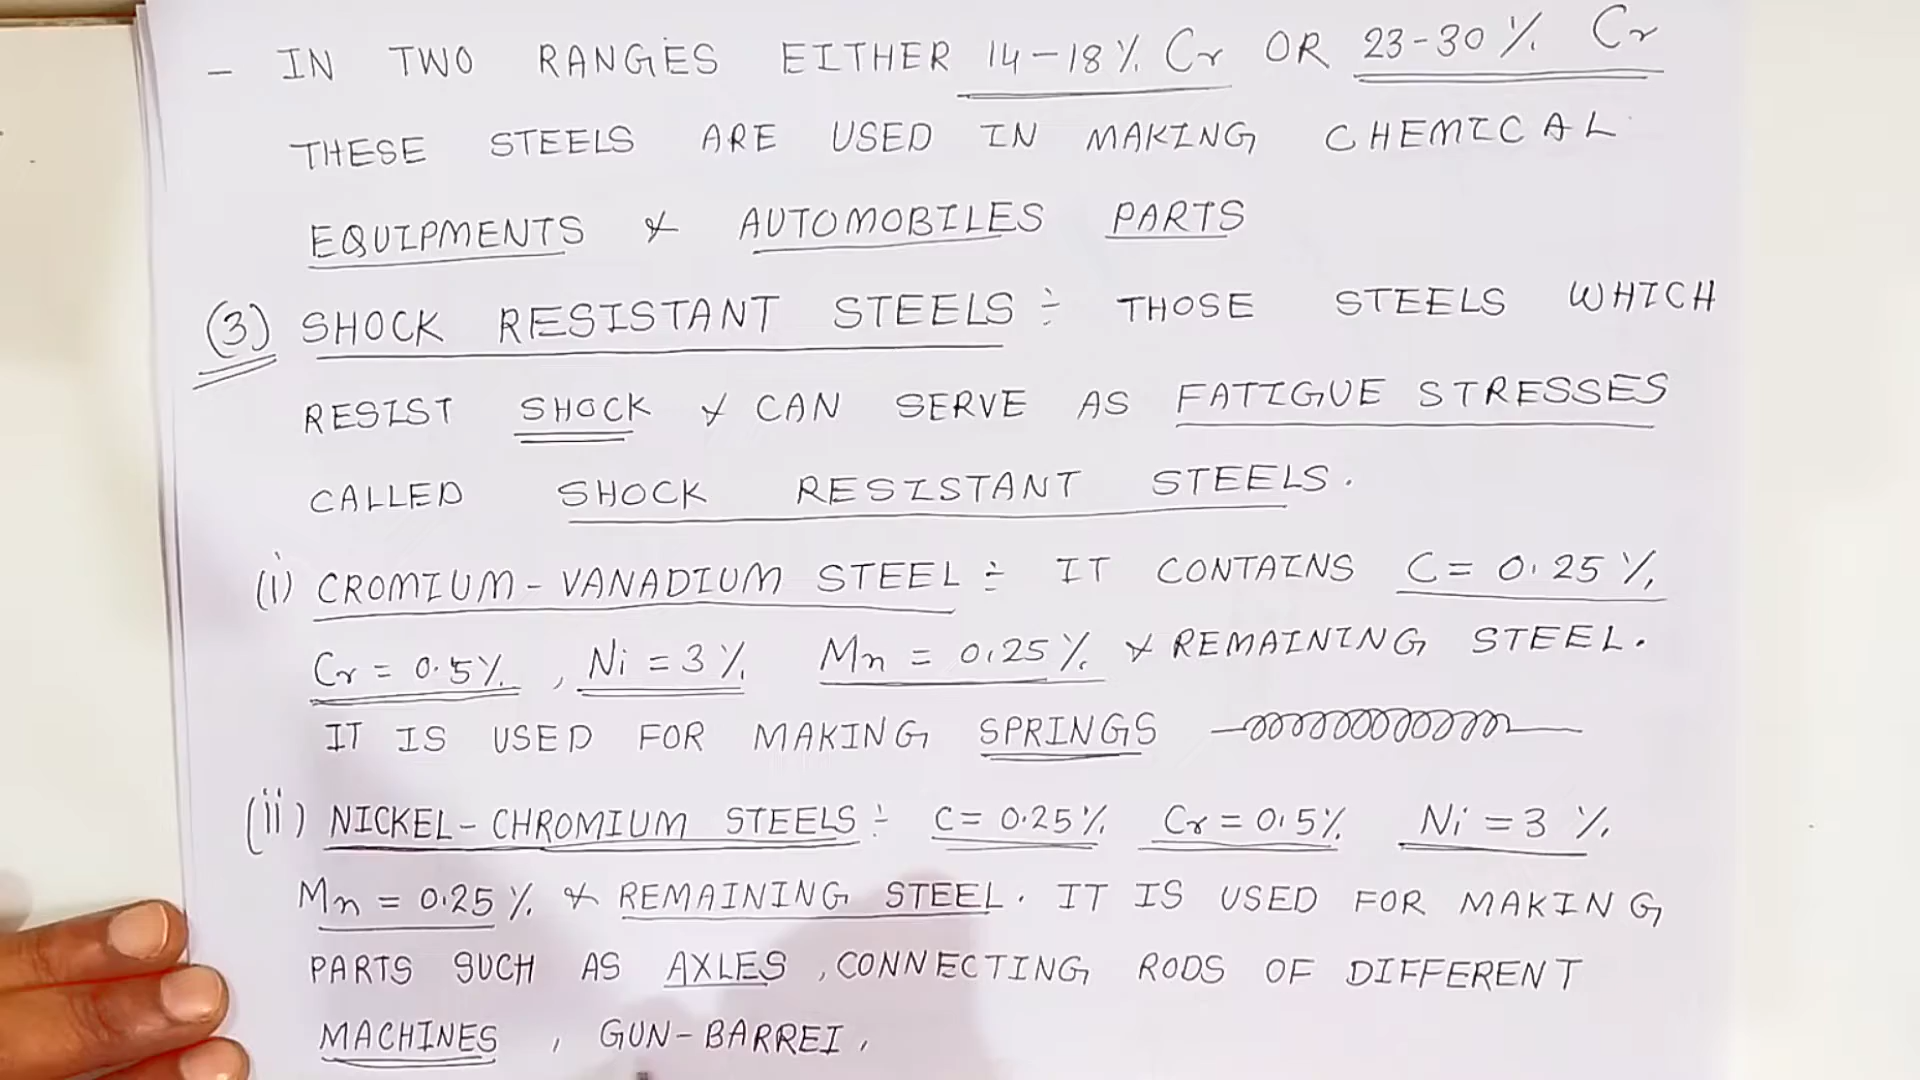 - IN TWO RANGES EITHER 14-18% Cr OR 23-30% Cr
THESE STEELS ARE USED IN MAKING CHEMICAL
EQUIPMENTS & AUTOMOBILES PARTS
(3) SHOCK RESISTANT STEELS ÷ THOSE STEELS WHICH
RESIST SHOCK & CAN SERVE AS FATIGUE STRESSES
CALLED SHOCK RESISTANT STEELS.
(i) CROMIUM-VANADIUM STEEL ÷ IT CONTAINS C = 0.25%
Cr = 0.5%, Ni = 3% Mn = 0.25% & REMAINING STEEL.
IT IS USED FOR MAKING SPRINGS
(ii) NICKEL-CHROMIUM STEELS ÷ C = 0.25% Cr = 0.5% Ni = 3%
Mn = 0.25% & REMAINING STEEL. IT IS USED FOR MAKING
PARTS SUCH AS AXLES, CONNECTING RODS OF DIFFERENT
MACHINES, GUN-BARREI,